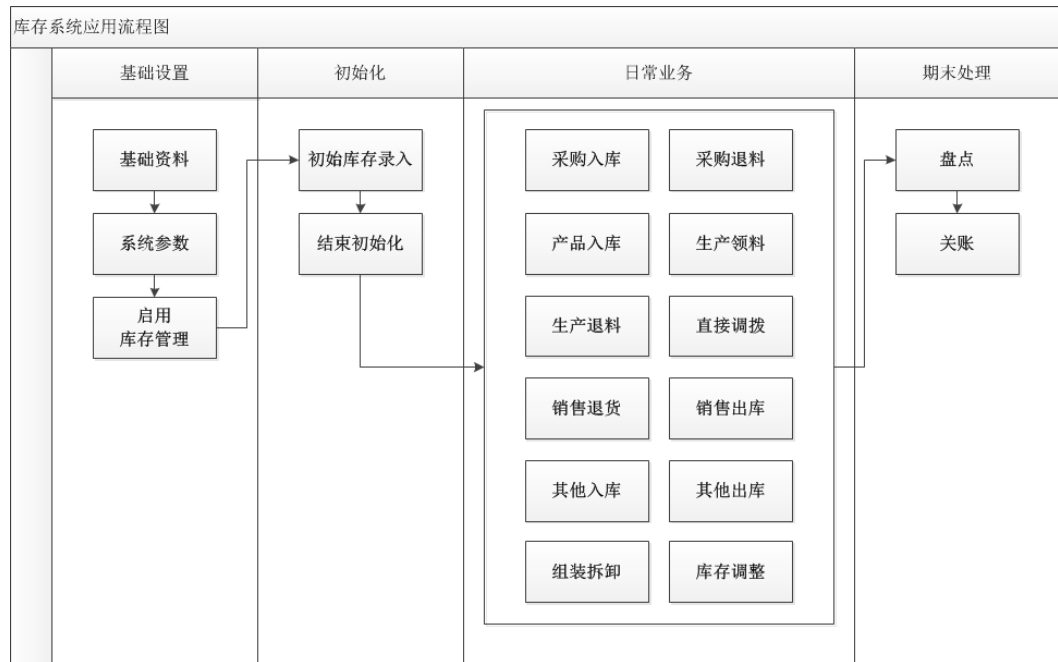 库存系统应用流程图
基础设置
初始化
日常业务
期末处理
基础资料
系统参数
启用
库存管理
初始库存录入
结束初始化
采购入库
采购退料
产品入库
生产领料
生产退料
直接调拨
销售退货
销售出库
其他入库
其他出库
组装拆卸
库存调整
盘点
关账